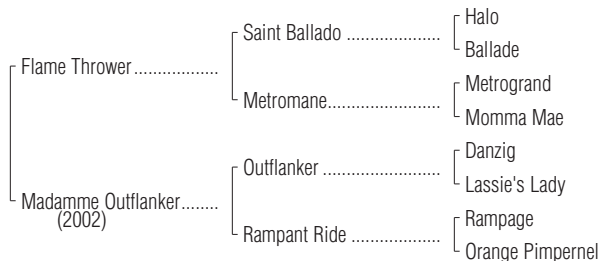 Halo
Saint Ballado ..................
Ballade
Flame Thrower..................
Metrogrand
Metromane........................
Momma Mae
Danzig
Outflanker .........................
Lassie's Lady
Madamme Outflanker........
(2002)
Rampage
Rampant Ride ...................
Orange Pimpernel